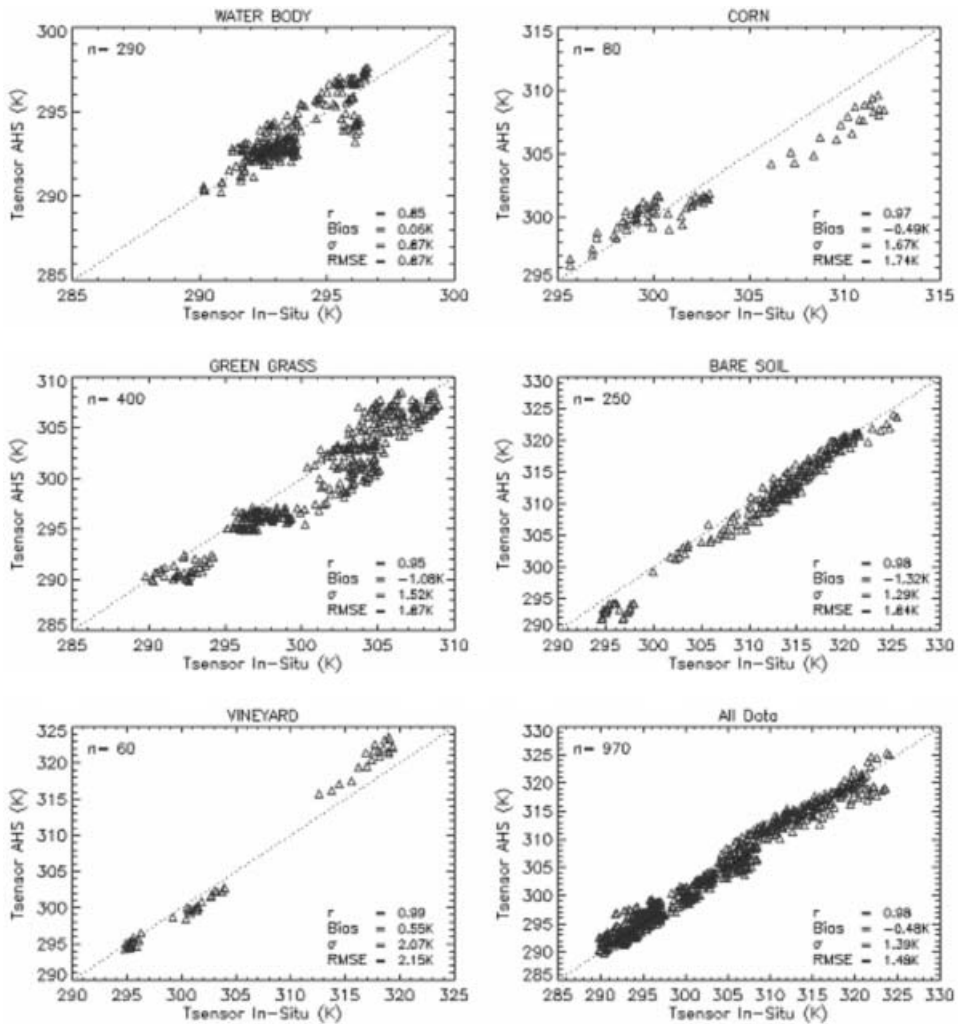 WATER BODY
n= 290
300
295
290
285
Tsensor AHS (K)
r = 0.85
Bias = 0.06K
σ = 0.87K
RMSE = 0.87K
285 290 295 300
Tsensor In-Situ (K)
CORN
n= 80
315
310
305
300
295
Tsensor AHS (K)
r = 0.97
Bias = -0.49K
σ = 1.67K
RMSE = 1.74K
295 300 305 310 315
Tsensor In-Situ (K)
GREEN GRASS
n= 400
310
305
300
295
290
285
Tsensor AHS (K)
r = 0.95
Bias = -1.08K
σ = 1.52K
RMSE = 1.87K
285 290 295 300 305 310
Tsensor In-Situ (K)
BARE SOIL
n= 250
330
325
320
315
310
305
300
295
290
Tsensor AHS (K)
r = 0.98
Bias = -1.32K
σ = 1.29K
RMSE = 1.84K
290 295 300 305 310 315 320 325 330
Tsensor In-Situ (K)
VINEYARD
n= 60
325
320
315
310
305
300
295
290
Tsensor AHS (K)
r = 0.99
Bias = 0.55K
σ = 2.07K
RMSE = 2.15K
290 295 300 305 310 315 320 325
Tsensor In-Situ (K)
All Data
n= 970
330
325
320
315
310
305
300
295
290
285
Tsensor AHS (K)
r = 0.98
Bias = -0.48K
σ = 1.39K
RMSE = 1.48K
285 290 295 300 305 310 315 320 325 330
Tsensor In-Situ (K)